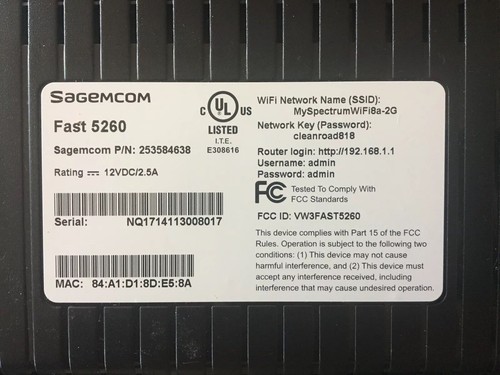 SAGEMCOM
Fast 5260
Sagemcom P/N: 253584638
Rating 12VDC/2.5A
Serial: NQ1714113008017
MAC: 84:A1:D1:8D:E5:8A
C UL US
LISTED
I.T.E.
E308616
WiFi Network Name (SSID):
MySpectrumWiFi8a-2G
Network Key (Password):
cleanroad818
Router login: http://192.168.1.1
Username: admin
Password: admin
FC Tested To Comply With
FCC Standards
FCC ID: VW3FAST5260
This device complies with Part 15 of the FCC
Rules. Operation is subject to the following two
conditions: (1) This device may not cause
harmful interference, and (2) This device must
accept any interference received, including
interference that may cause undesired operation.